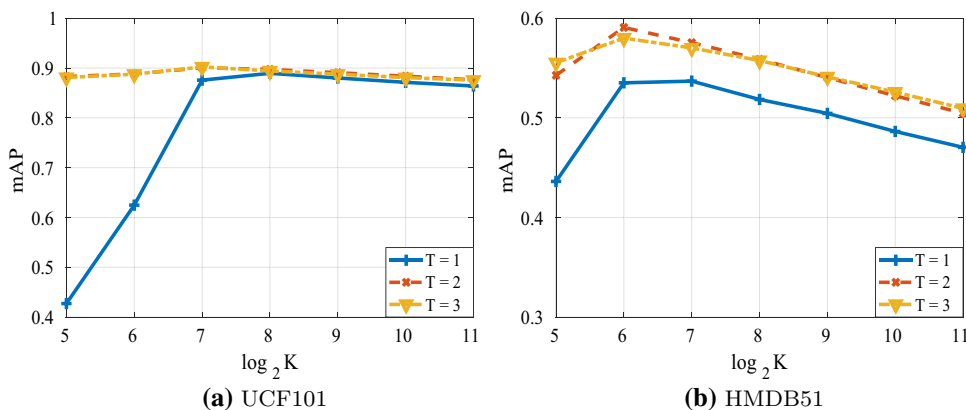 1
0.9
0.8
0.7
0.6
0.5
0.4
mAP
5 6 7 8 9 10 11
log 2 K
T = 1
T = 2
T = 3
(a) UCF101
0.6
0.5
0.4
0.3
mAP
5 6 7 8 9 10 11
log 2 K
T = 1
T = 2
T = 3
(b) HMDB51